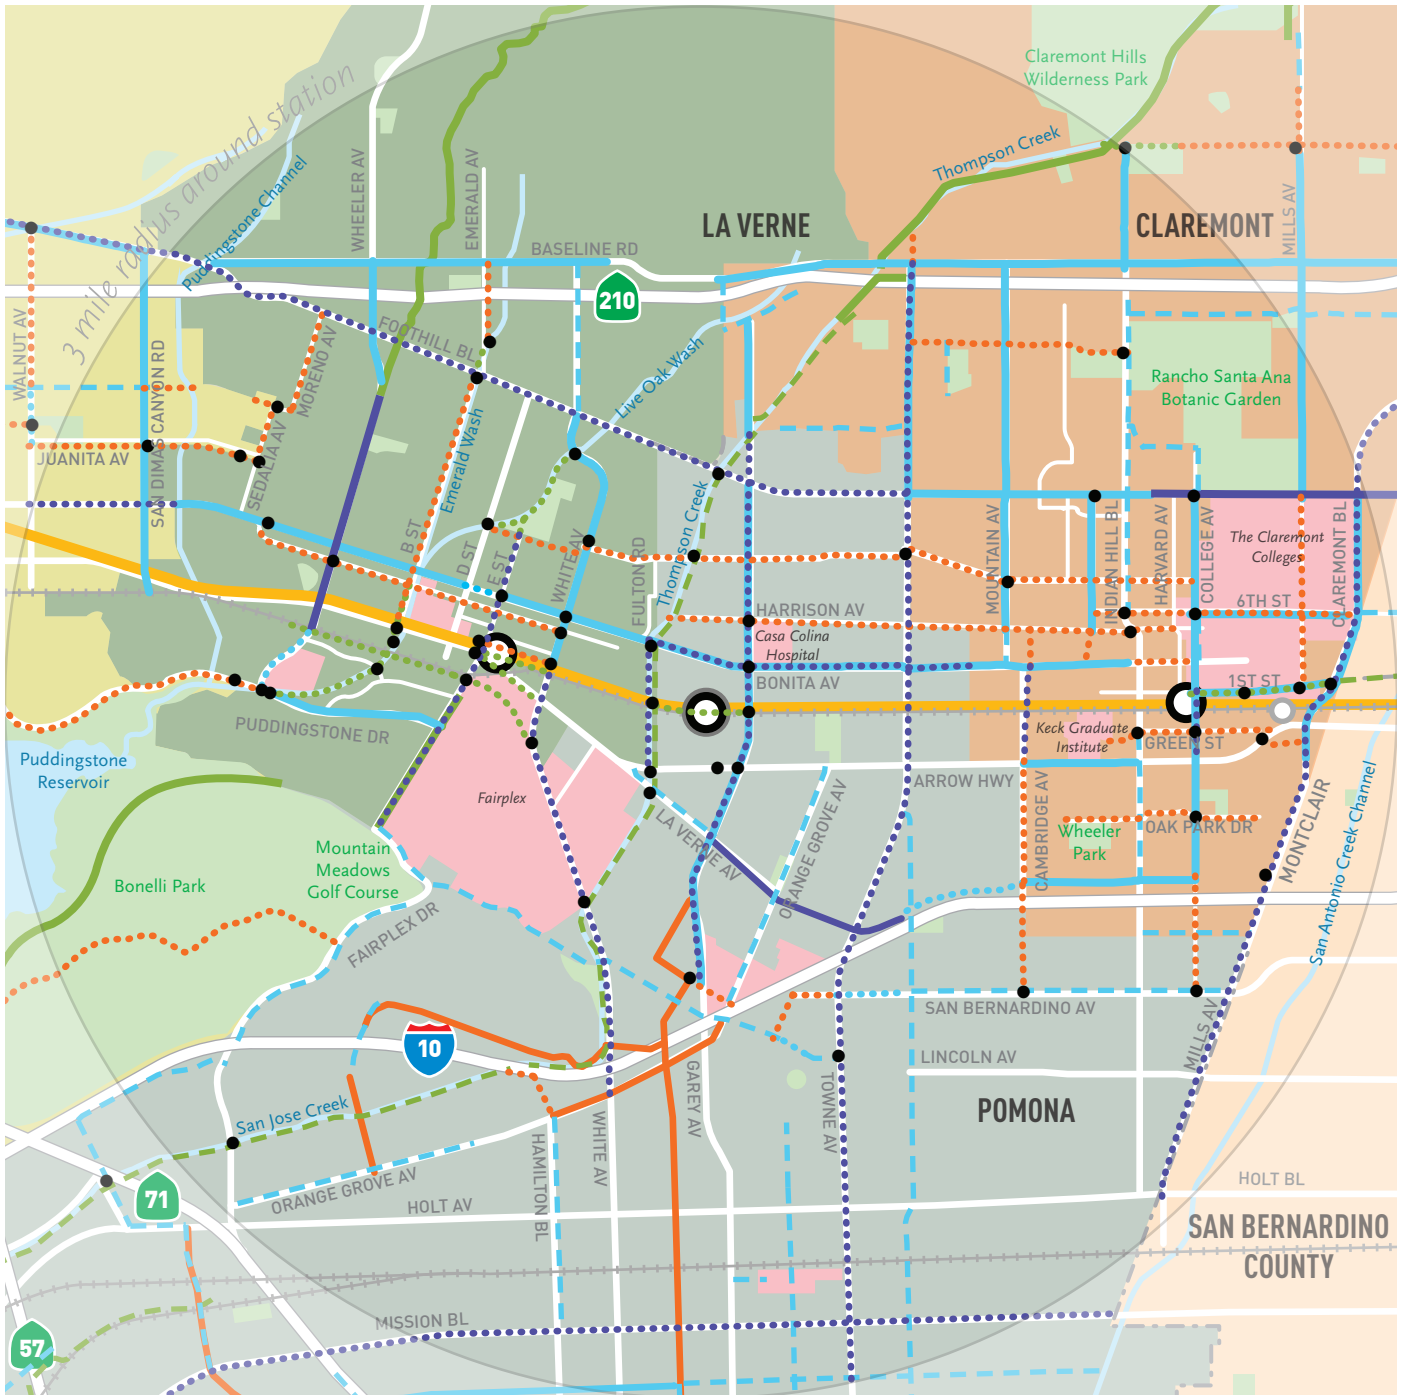 Claremont Hills
Wilderness Park
3 mile radius around station
Puddingstone Channel
WHEELER AV
EMERALD AV
Thompson Creek
LA VERNE
CLAREMONT
MILLS AV
BASELINE RD
210
WALNUT AV
SAN DIMAS CANYON RD
MORENO AV
FOOTHILL BL
Live Oak Wash
Rancho Santa Ana
Botanic Garden
JUANITA AV
SEDALIA AV
Emerald Wash
B ST
D ST
E ST
WHITE AV
FULTON RD
Thompson Creek
MOUNTAIN AV
INDIAN HILL BL
HARVARD AV
COLLEGE AV
The Claremont
Colleges
CLAREMONT BL
HARRISON AV
6TH ST
Casa Colina
Hospital
BONITA AV
1ST ST
PUDDINGSTONE DR
Keck Graduate
Institute
GREEN ST
Puddingstone
Reservoir
Fairplex
ARROW HWY
LA VERNE AV
ORANGE GROVE AV
CAMBRIDGE AV
Wheeler
Park
OAK PARK DR
MONTCLAIR
San Antonio Creek Channel
Mountain
Meadows
Golf Course
Bonelli Park
FAIRPLEX DR
10
SAN BERNARDINO AV
MILLS AV
LINCOLN AV
GAREY AV
TOWNE AV
POMONA
San Jose Creek
HAMILTON BL
WHITE AV
71
ORANGE GROVE AV
HOLT AV
HOLT BL
SAN BERNARDINO
COUNTY
MISSION BL
57